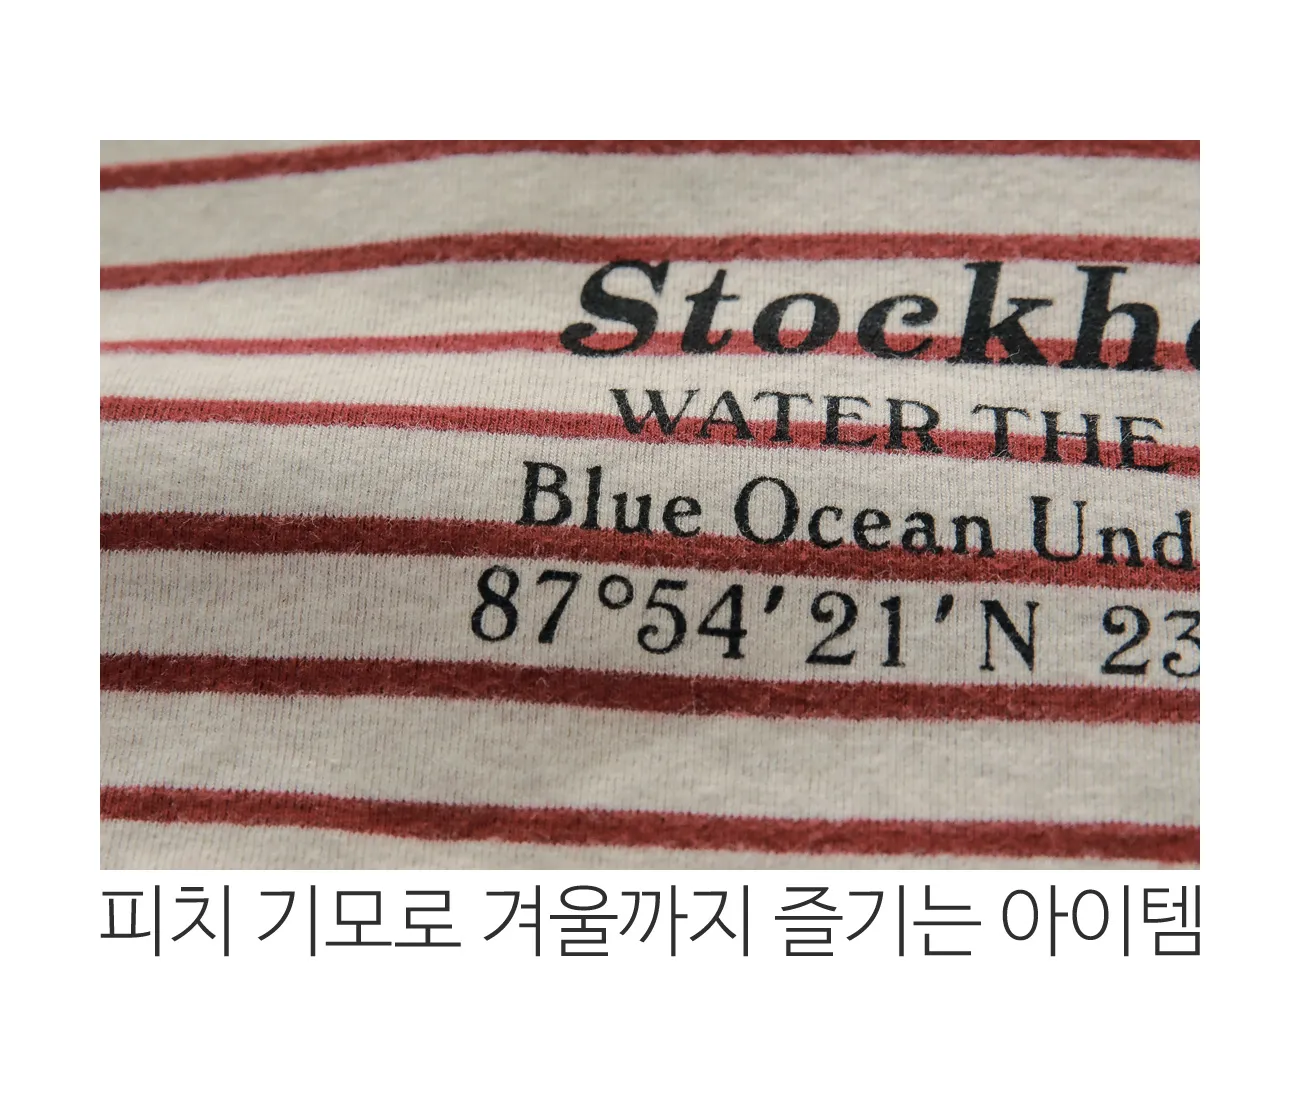 Stockh
WATER THE
Blue Ocean Und
87°54′21′N 23
피치 기모로 겨울까지 즐기는 아이템